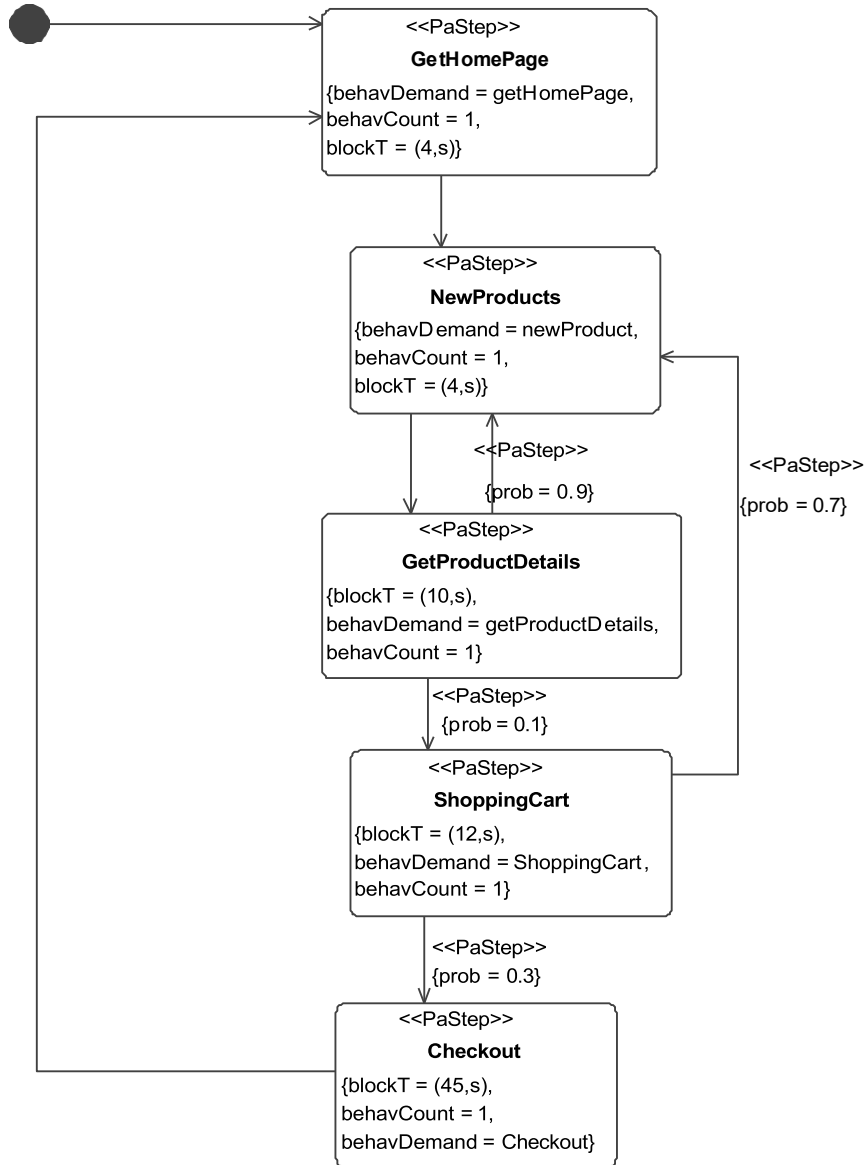 <<PaStep>>
GetHomePage
{behavDemand = getHomePage,
behavCount = 1,
blockT = (4,s)}
<<PaStep>>
NewProducts
{behavDemand = newProduct,
behavCount = 1,
blockT = (4,s)}
<<PaStep>>
{prob = 0.9}
<<PaStep>>
{prob = 0.7}
<<PaStep>>
GetProductDetails
{blockT = (10,s),
behavDemand = getProductDetails,
behavCount = 1}
<<PaStep>>
{prob = 0.1}
<<PaStep>>
ShoppingCart
{blockT = (12,s),
behavDemand = ShoppingCart,
behavCount = 1}
<<PaStep>>
{prob = 0.3}
<<PaStep>>
Checkout
{blockT = (45,s),
behavCount = 1,
behavDemand = Checkout}